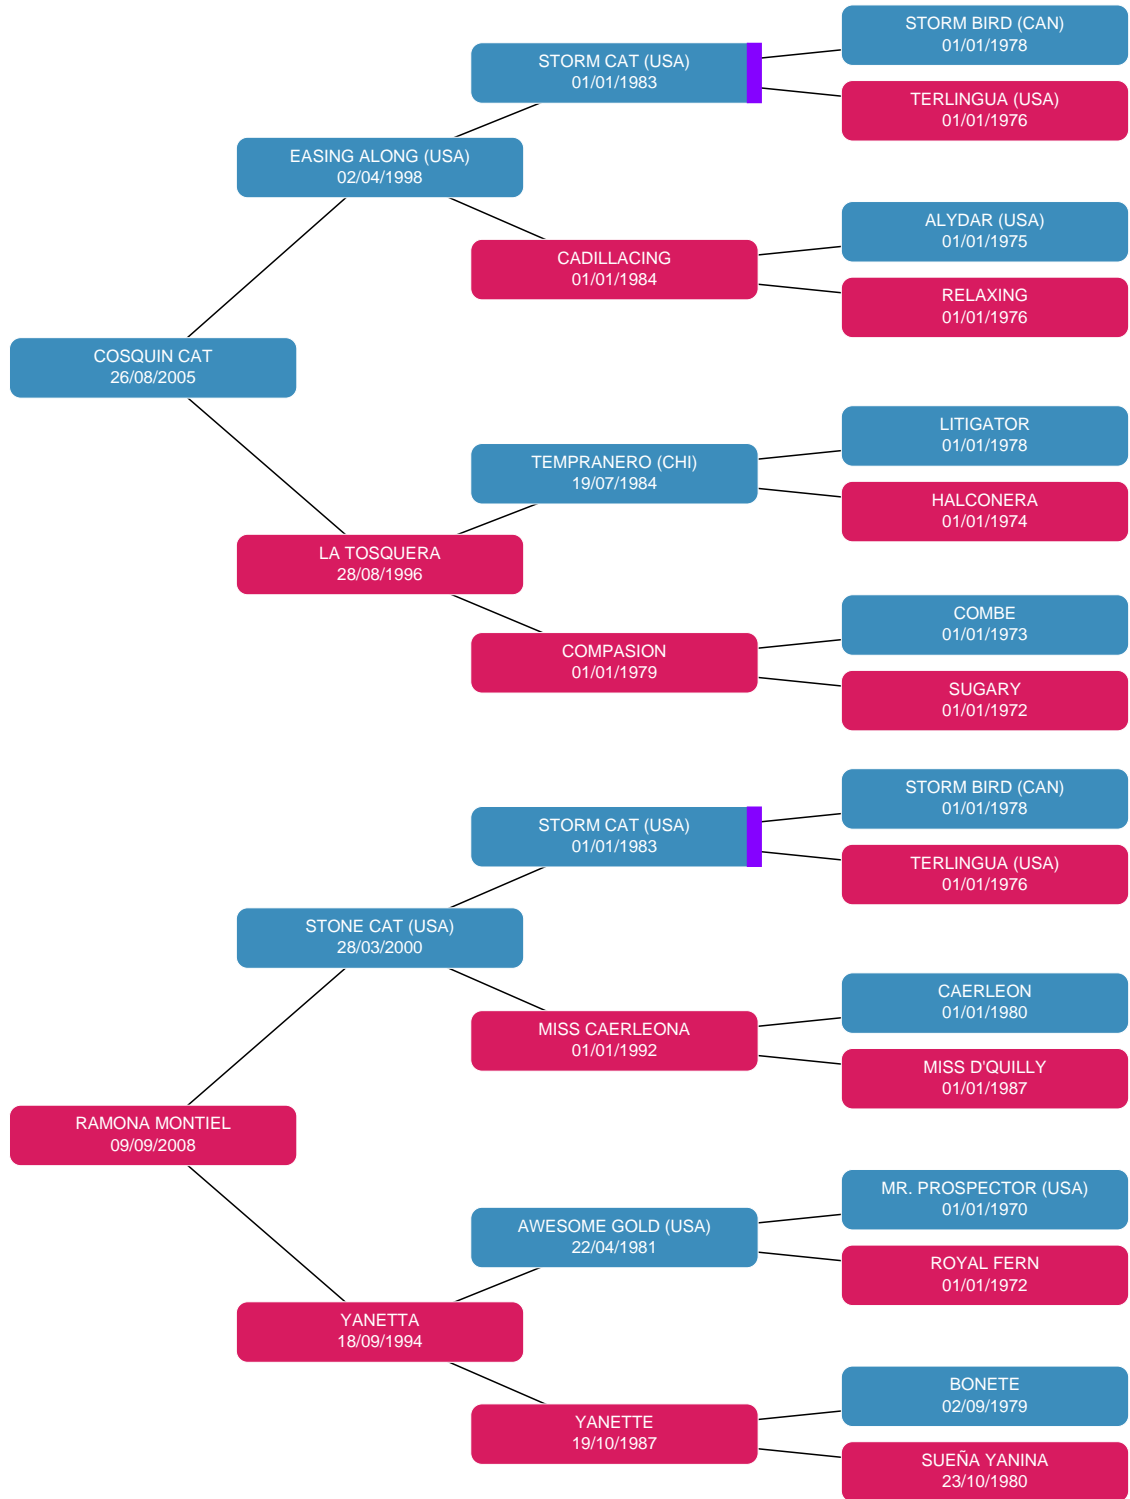 STORM BIRD (CAN)
01/01/1978
STORM CAT (USA)
01/01/1983
TERLINGUA (USA)
01/01/1976
EASING ALONG (USA)
02/04/1998
ALYDAR (USA)
01/01/1975
CADILLACING
01/01/1984
RELAXING
01/01/1976
COSQUIN CAT
26/08/2005
LITIGATOR
01/01/1978
TEMPRANERO (CHI)
19/07/1984
HALCONERA
01/01/1974
LA TOSQUERA
28/08/1996
COMBE
01/01/1973
COMPASION
01/01/1979
SUGARY
01/01/1972
STORM BIRD (CAN)
01/01/1978
STORM CAT (USA)
01/01/1983
TERLINGUA (USA)
01/01/1976
STONE CAT (USA)
28/03/2000
CAERLEON
01/01/1980
MISS CAERLEONA
01/01/1992
MISS D'QUILLY
01/01/1987
RAMONA MONTIEL
09/09/2008
MR. PROSPECTOR (USA)
01/01/1970
AWESOME GOLD (USA)
22/04/1981
ROYAL FERN
01/01/1972
YANETTA
18/09/1994
BONETE
02/09/1979
YANETTE
19/10/1987
SUEÑA YANINA
23/10/1980